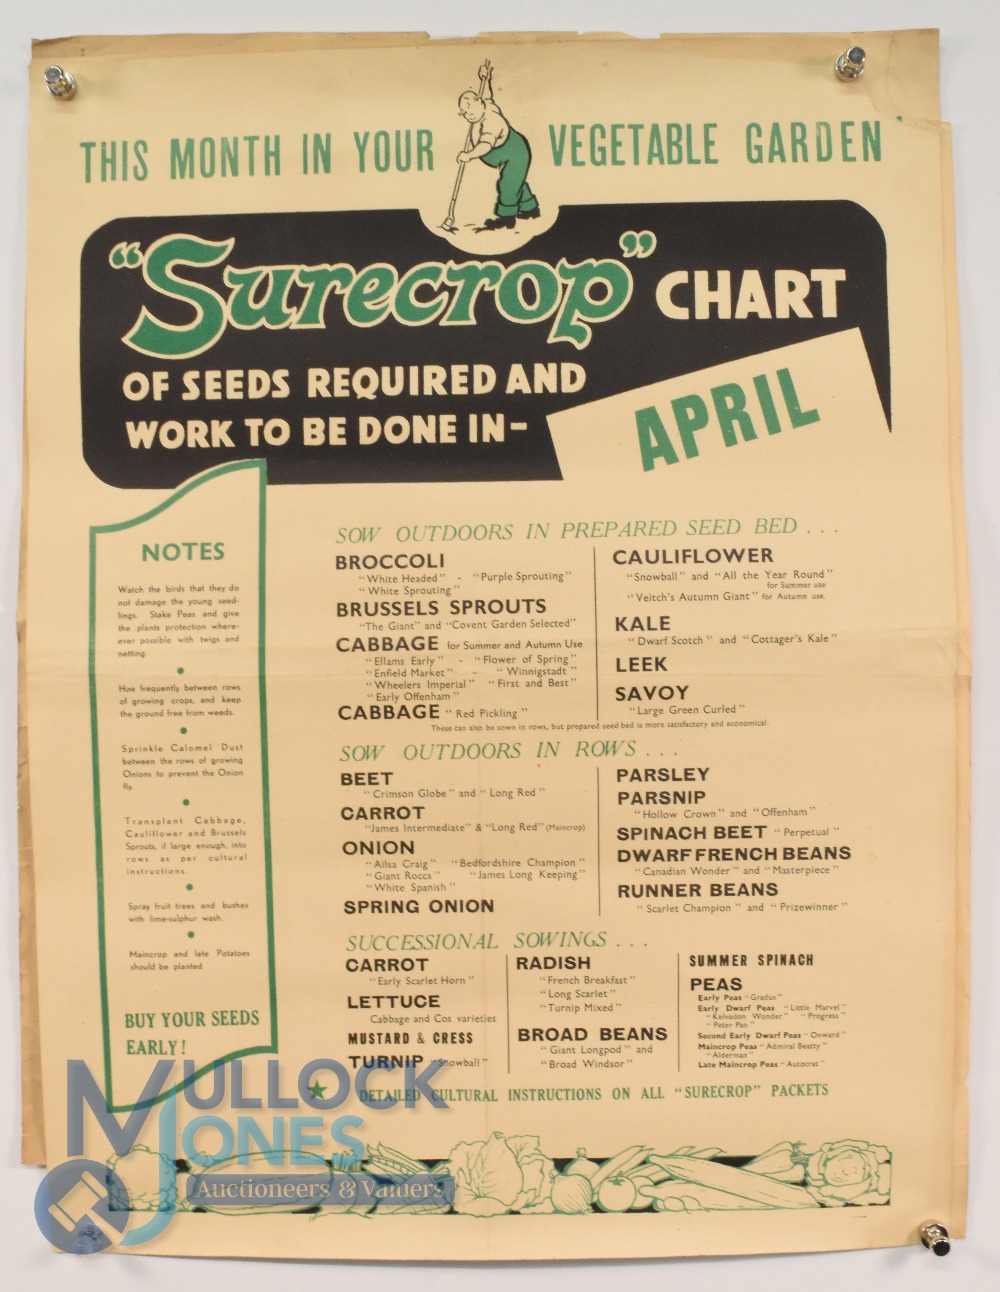 THIS MONTH IN YOUR VEGETABLE GARDEN
"Surecrop" CHART
OF SEEDS REQUIRED AND
WORK TO BE DONE IN-
APRIL
NOTES
Watch the birds that they do
not damage the young seed-
lings. Stake Peas and give
the plants protection where-
ever possible with twigs and
netting.
Hoe frequently between rows
of growing crops, and keep
the ground free from weeds.
Sprinkle Calomel Dust
between the rows of growing
Onions to prevent the Onion
fly.
Transplant Cabbage,
Cauliflower and Brussels
Sprouts, if large enough, into
rows as per cultural
instructions.
Spray fruit trees and bushes
with lime-sulphur wash.
Maincrop and late Potatoes
should be planted
BUY YOUR SEEDS
EARLY!
SOW OUTDOORS IN PREPARED SEED BED . . .
BROCCOLI
"White Headed" - "Purple Sprouting"
"White Sprouting"
BRUSSELS SPROUTS
"The Giant" and "Covent Garden Selected"
CABBAGE for Summer and Autumn Use
"Ellams Early" - "Flower of Spring"
"Enfield Market" - "Winnigstadt"
"Wheelers Imperial" "First and Best"
"Early Offenham"
CABBAGE "Red Pickling"
CAULIFLOWER
"Snowball" and "All the Year Round"
for Summer use
"Veitch's Autumn Giant" for Autumn use.
KALE
"Dwarf Scotch" and "Cottager's Kale"
LEEK
SAVOY
"Large Green Curled"
These can also be sown in rows, but prepared seed bed is more satisfactory and economical.
SOW OUTDOORS IN ROWS . . .
BEET
"Crimson Globe" and "Long Red"
CARROT
"James Intermediate" & "Long Red" (Maincrop)
ONION
"Ailsa Craig" "Bedfordshire Champion"
"Giant Rocca" "James Long Keeping"
"White Spanish"
SPRING ONION
PARSLEY
PARSNIP
"Hollow Crown" and "Offenham"
SPINACH BEET "Perpetual"
DWARF FRENCH BEANS
"Canadian Wonder" and "Masterpiece"
RUNNER BEANS
"Scarlet Champion" and "Prizewinner"
SUCCESSIONAL SOWINGS . . .
CARROT
"Early Scarlet Horn"
LETTUCE
Cabbage and Cos varieties
MUSTARD & CRESS
TURNIP "Snowball"
RADISH
"French Breakfast"
"Long Scarlet"
"Turnip Mixed"
BROAD BEANS
"Giant Longpod" and
"Broad Windsor"
SUMMER SPINACH
PEAS
Early Peas "Gradus"
Early Dwarf Peas "Little Marvel"
"Kelvedon Wonder" "Progress"
"Peter Pan"
Second Early Dwarf Peas "Onward"
Maincrop Peas "Admiral Beatty"
"Alderman"
Late Maincrop Peas "Autocrat"
DETAILED CULTURAL INSTRUCTIONS ON ALL "SURECROP" PACKETS
MULLOCK
JONES
Auctioneers & Valuers